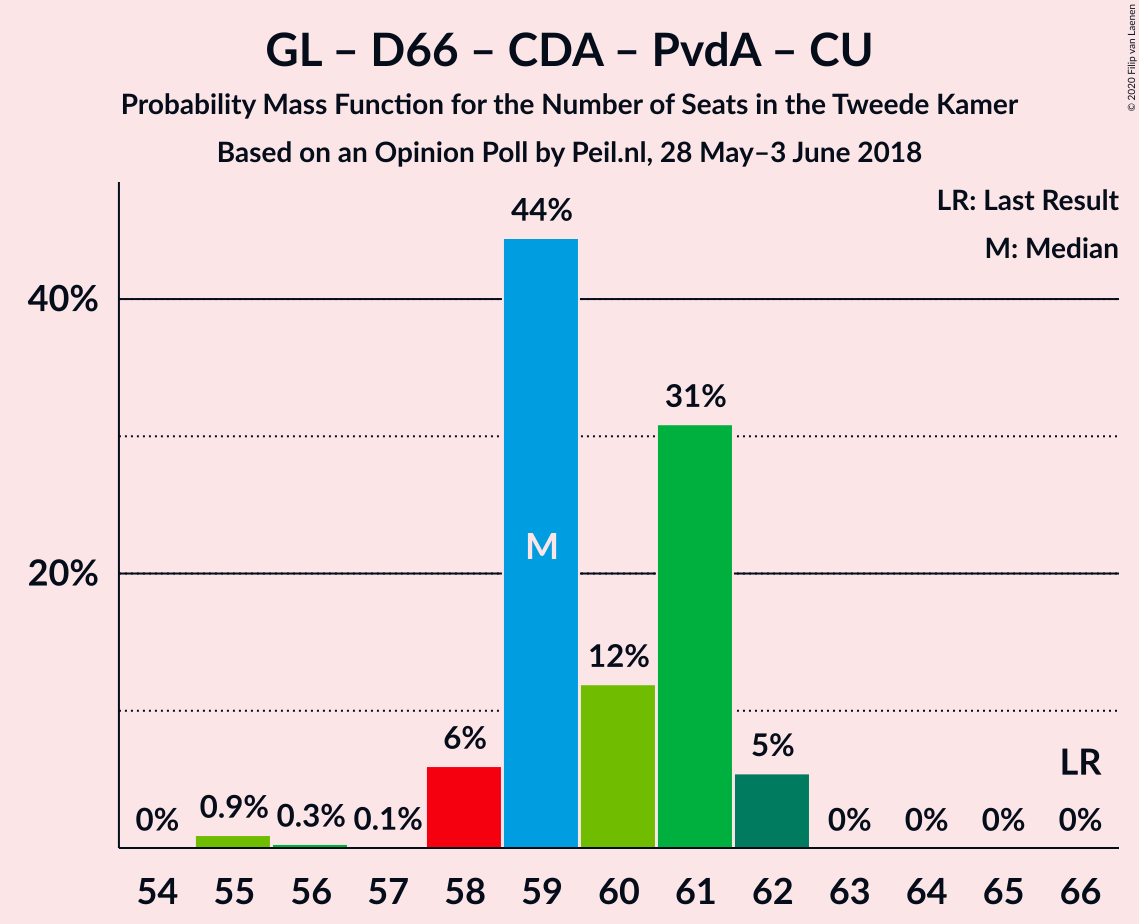 GL – D66 – CDA – PvdA – CU
Probability Mass Function for the Number of Seats in the Tweede Kamer
Based on an Opinion Poll by Peil.nl, 28 May–3 June 2018
© 2020 Filip van Laenen
LR: Last Result
M: Median
44%
40%
31%
M
20%
12%
6%
5%
LR
0%
0.9%
0.3%
0.1%
0%
0%
0%
0%
54 55 56 57 58 59 60 61 62 63 64 65 66